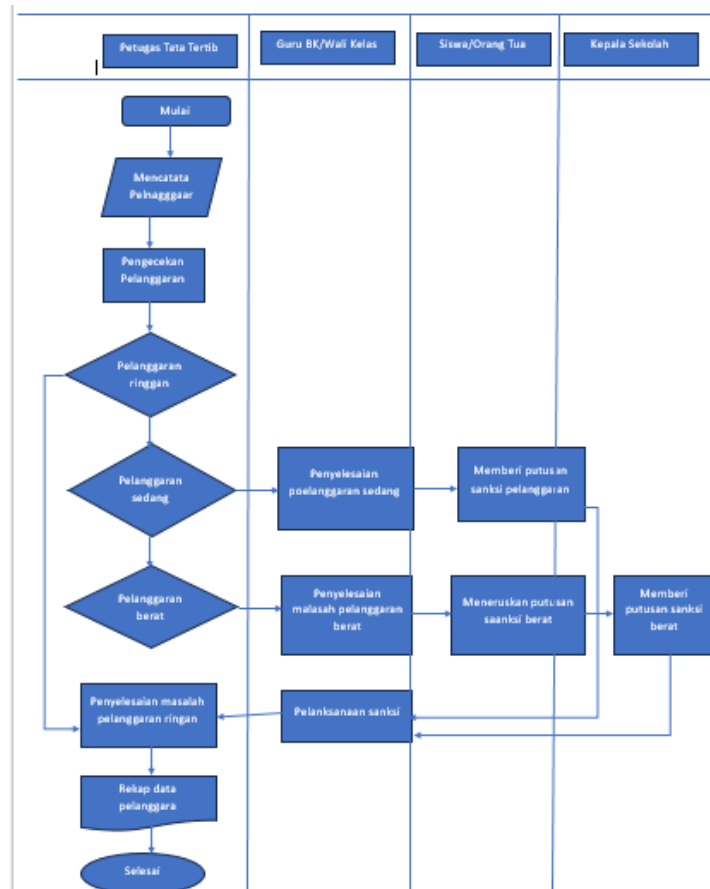 Petugas Tata Tertib
Guru BK/Wali Kelas
Siswa/Orang Tua
Kepala Sekolah
Mulai
Mencatata
Pelnagggaar
Pengecekan
Pelanggaran
Pelanggaran
ringgan
Pelanggaran
sedang
Penyelesaian
poelanggaran sedang
Memberi putusan
sanksi pelanggaran
Pelanggaran
berat
Penyelesaian
malasah pelanggaran
berat
Meneruskan putusan
saanksi berat
Memberi
putusan sanksi
berat
Penyelesaian masalah
pelanggaran ringan
Pelanksanaan sanksi
Rekap data
pelanggara
Selesai